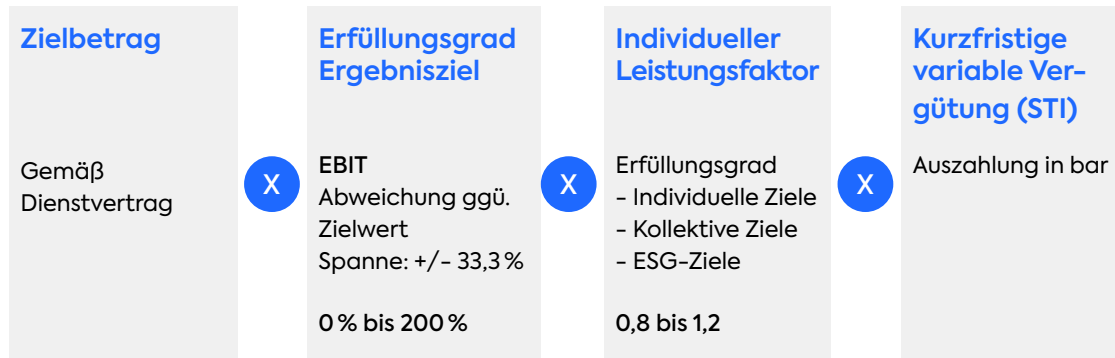 Zielbetrag
Gemäß
Dienstvertrag
X
Erfüllungsgrad
Ergebnisziel
EBIT
Abweichung ggü.
Zielwert
Spanne: +/- 33,3 %
0 % bis 200 %
X
Individueller
Leistungsfaktor
Erfüllungsgrad
- Individuelle Ziele
- Kollektive Ziele
- ESG-Ziele
0,8 bis 1,2
X
Kurzfristige
variable Ver-
gütung (STI)
Auszahlung in bar